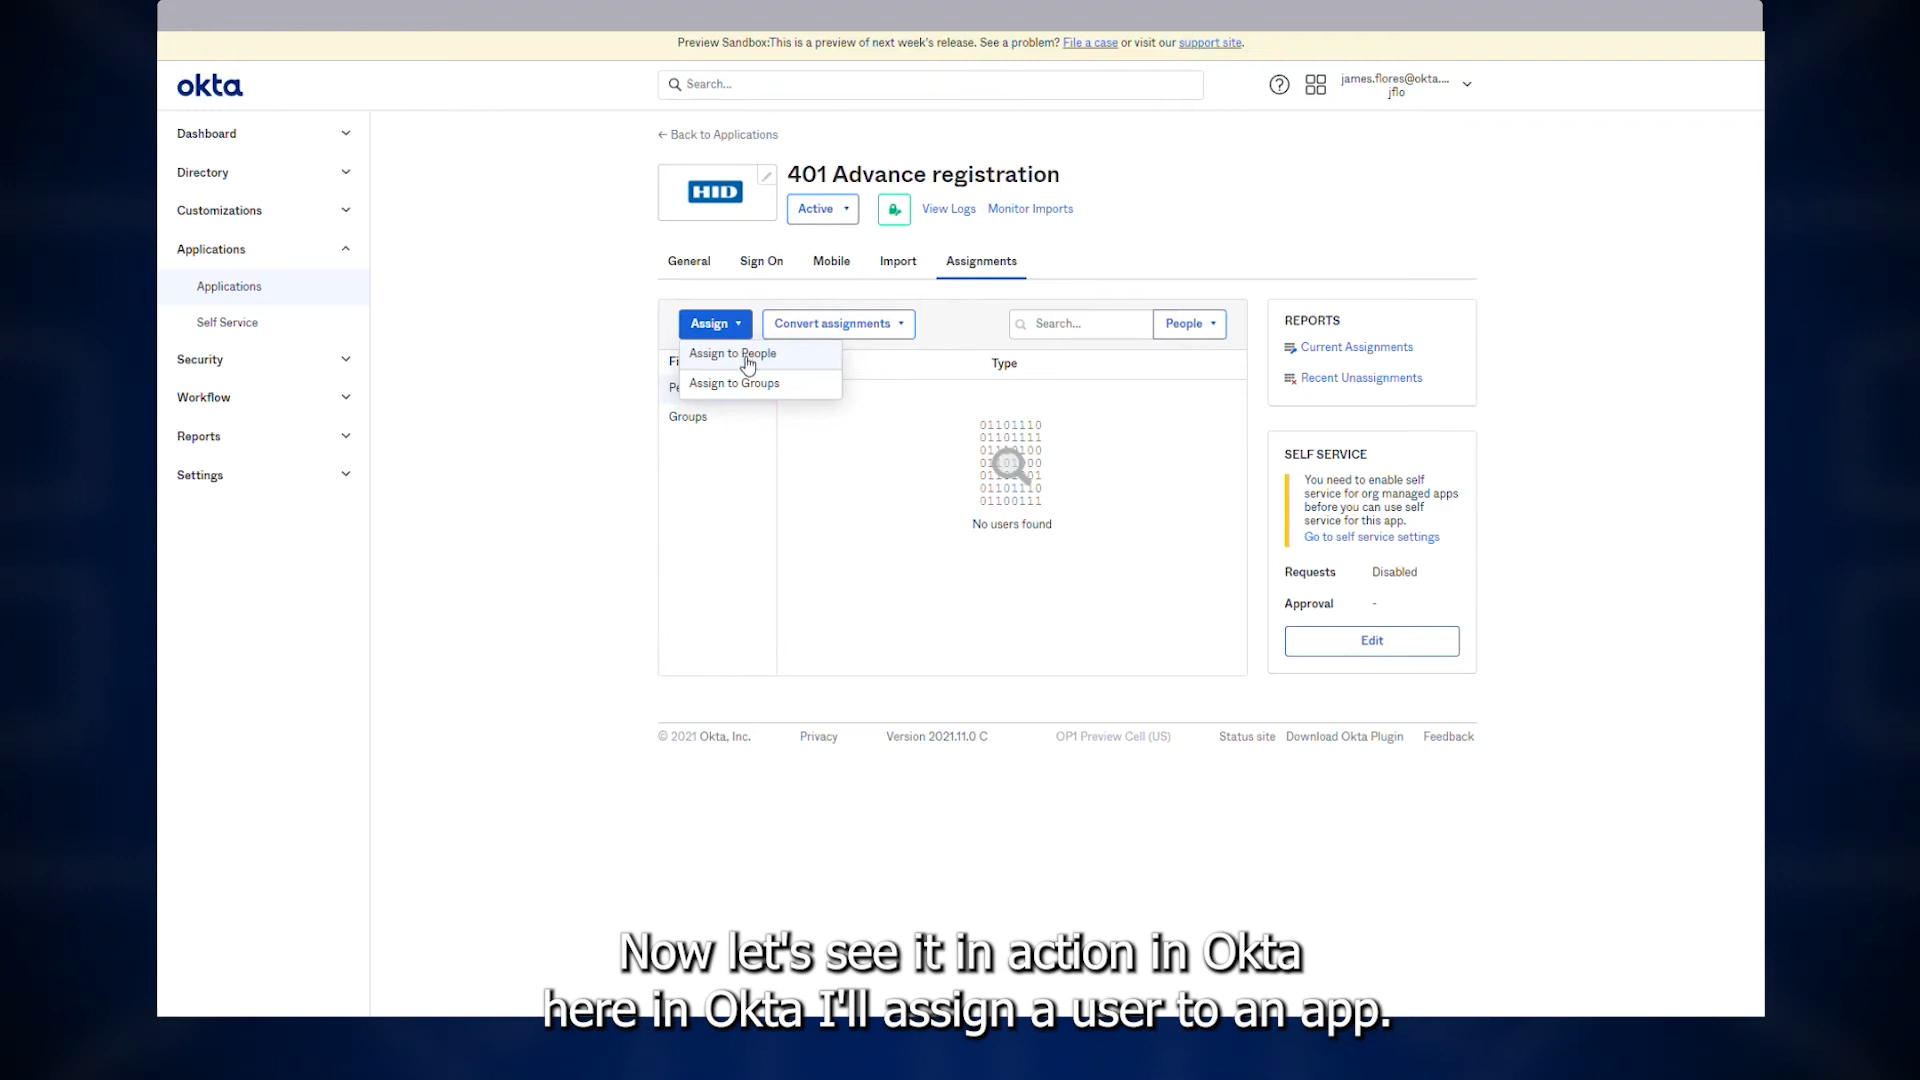 Preview Sandbox:This is a preview of next week's release. See a problem? File a case or visit our support site.
okta
Search...
james.flores@okta....
jflo
Dashboard
Directory
Customizations
Applications
Applications
Self Service
Security
Workflow
Reports
Settings
← Back to Applications
HID
401 Advance registration
Active
View Logs
Monitor Imports
General
Sign On
Mobile
Import
Assignments
Assign
Convert assignments
Search...
People
Fi
Assign to People
Type
Pe
Assign to Groups
Groups
01101110
01101111
01110100
01101110
01100111
No users found
REPORTS
Current Assignments
Recent Unassignments
SELF SERVICE
You need to enable self
service for org managed apps
before you can use self
service for this app.
Go to self service settings
Requests Disabled
Approval -
Edit
© 2021 Okta, Inc.
Privacy
Version 2021.11.0 C
OP1 Preview Cell (US)
Status site
Download Okta Plugin
Feedback
Now let's see it in action in Okta
here in Okta I'll assign a user to an app.